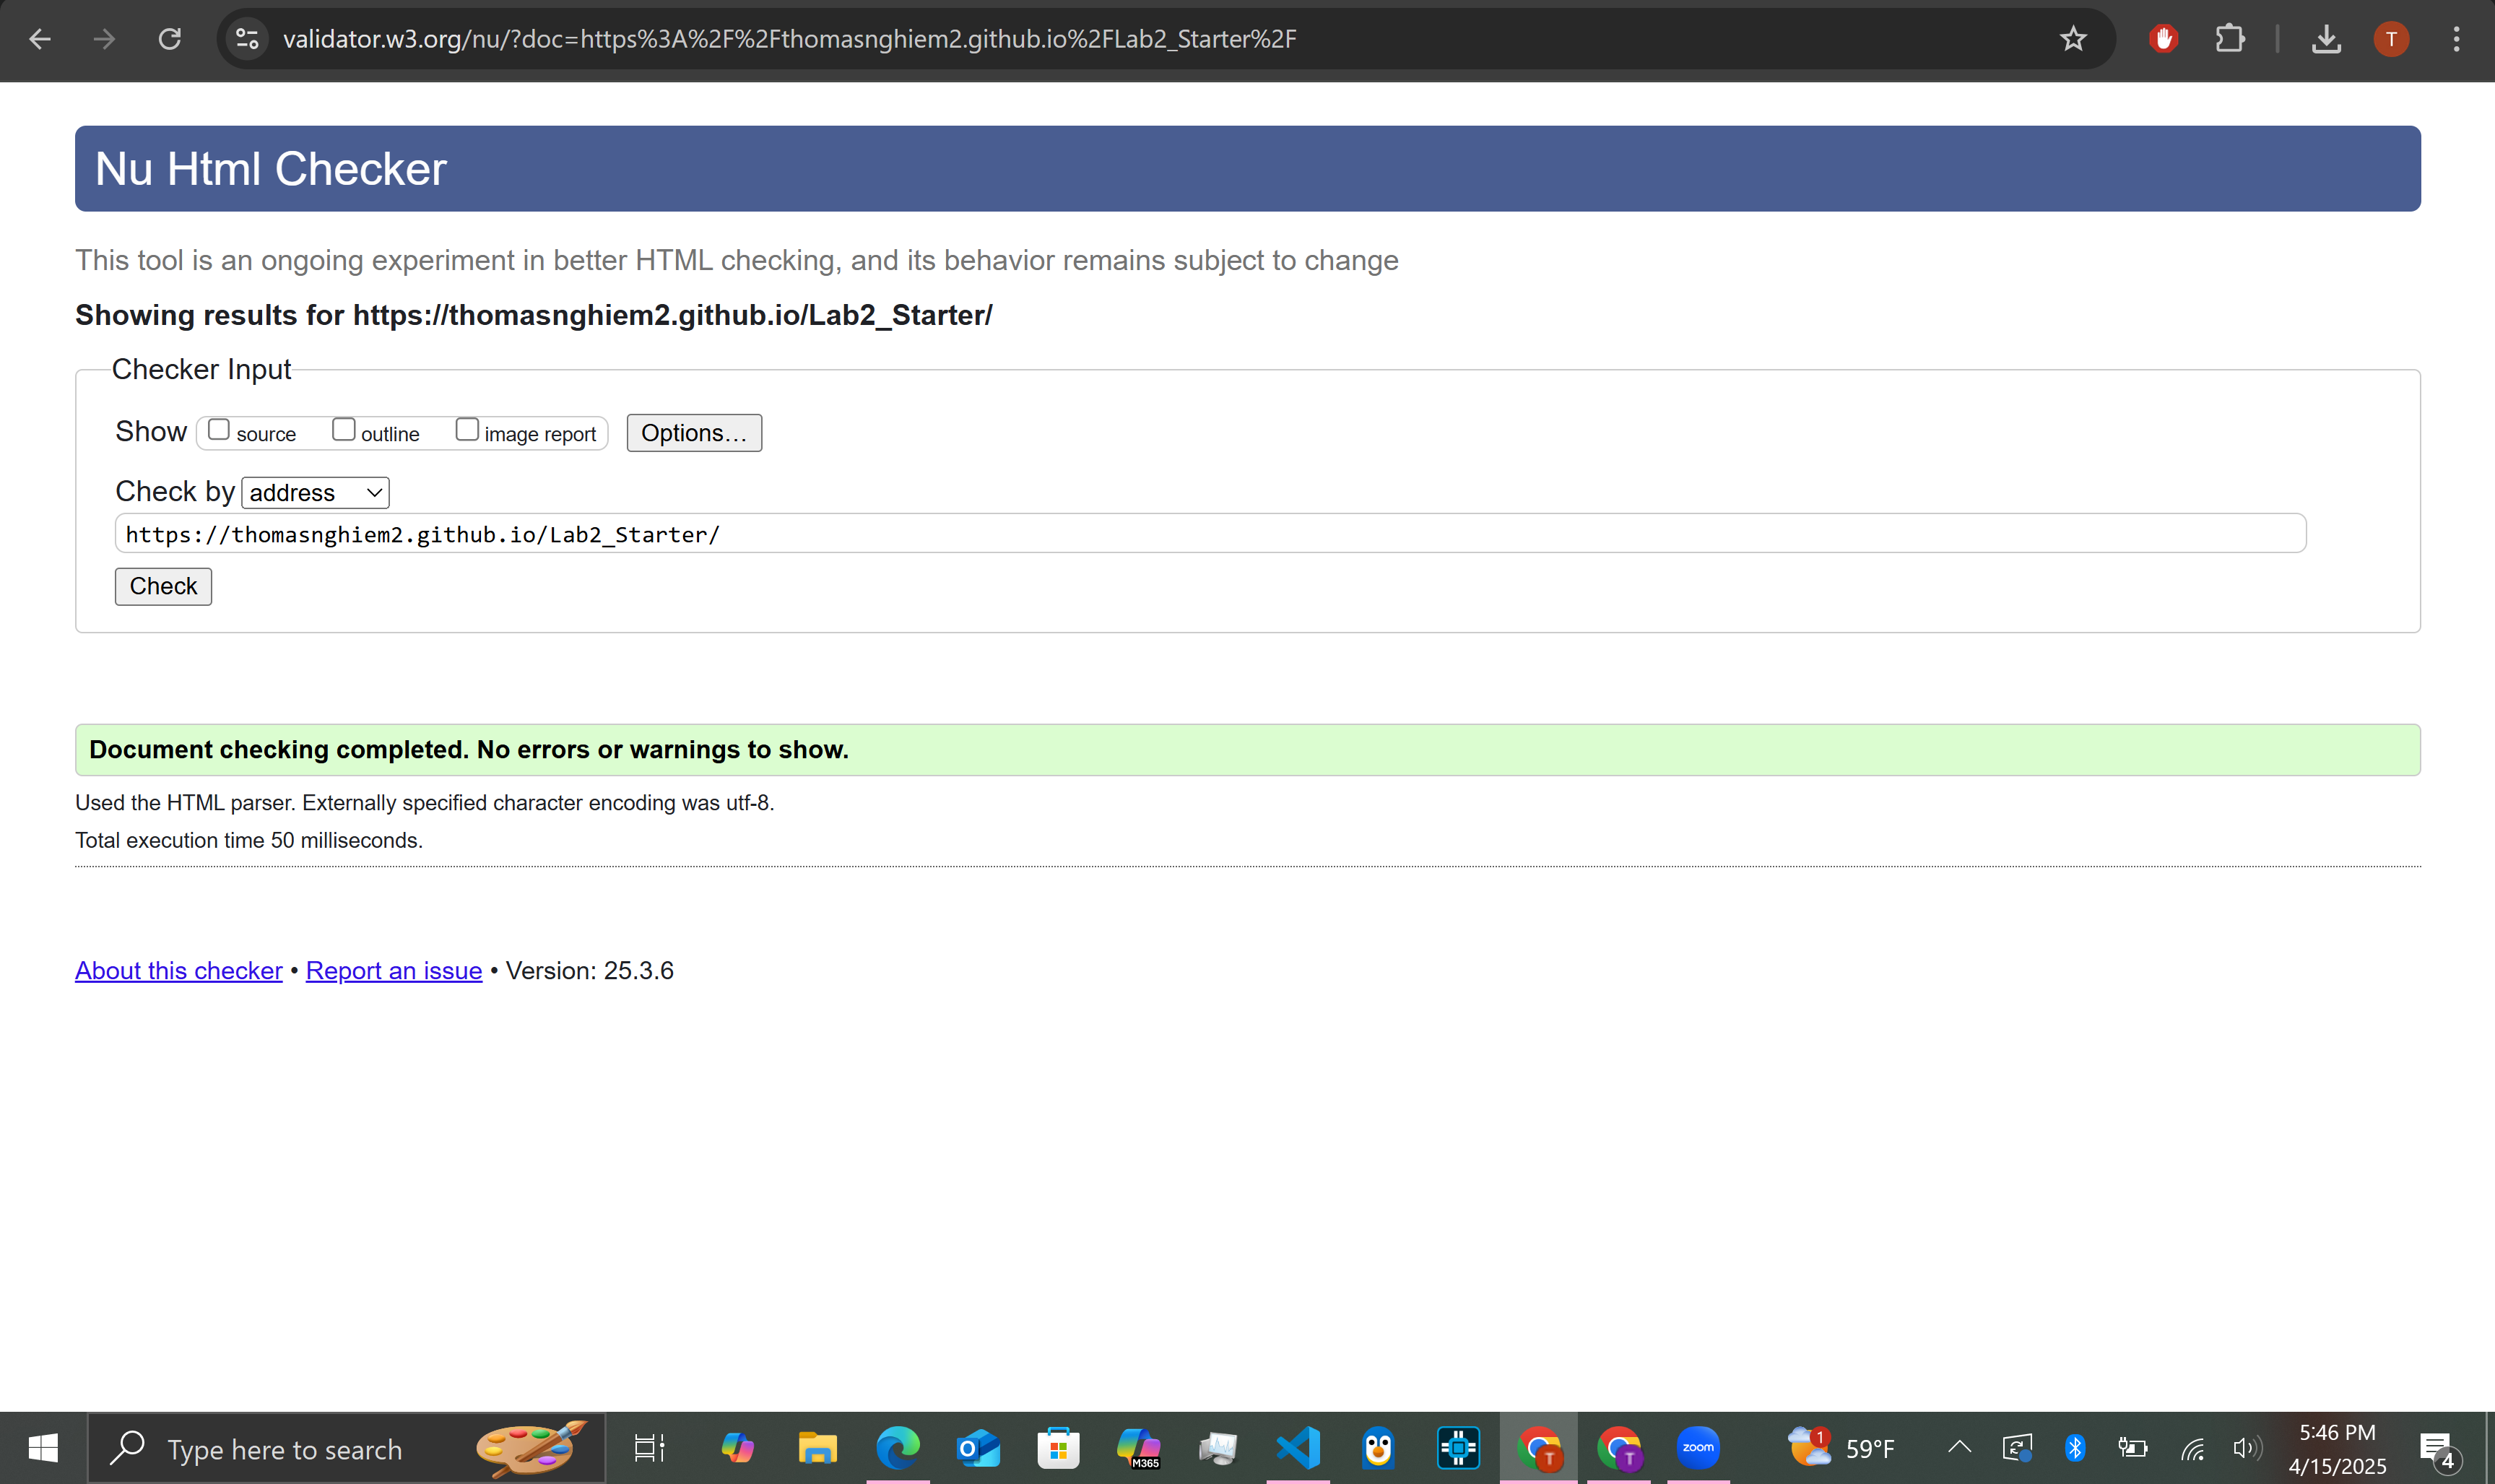 validator.w3.org/nu/?doc=https%3A%2F%2Fthomasnghiem2.github.io%2FLab2_Starter%2F
T
Nu Html Checker
This tool is an ongoing experiment in better HTML checking, and its behavior remains subject to change
Showing results for https://thomasnghiem2.github.io/Lab2_Starter/
Checker Input
Show source outline image report Options…
Check by address
https://thomasnghiem2.github.io/Lab2_Starter/
Check
Document checking completed. No errors or warnings to show.
Used the HTML parser. Externally specified character encoding was utf-8.
Total execution time 50 milliseconds.
About this checker • Report an issue • Version: 25.3.6
Type here to search
O
M365
T
T
zoom
1
59°F
5:46 PM
4/15/2025
4